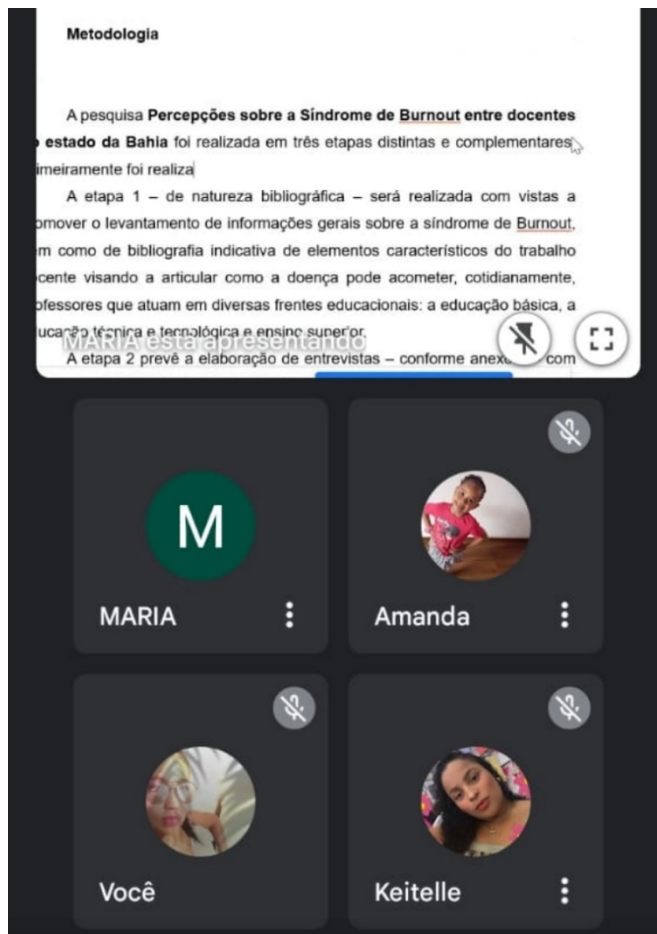 Metodologia
A pesquisa Percepções sobre a Síndrome de Burnout entre docentes
o estado da Bahia foi realizada em três etapas distintas e complementares
imeiramente foi realiza
A etapa 1 – de natureza bibliográfica – será realizada com vistas a
omover o levantamento de informações gerais sobre a síndrome de Burnout,
m como de bibliografia indicativa de elementos característicos do trabalho
cente visando a articular como a doença pode acometer, cotidianamente,
ofessores que atuam em diversas frentes educacionais: a educação básica, a
ucação técnica e tecnológica e ensino superior.
MARIA está apresentando
A etapa 2 prevê a elaboração de entrevistas – conforme anexo com
M
MARIA
Amanda
Você
Keitelle